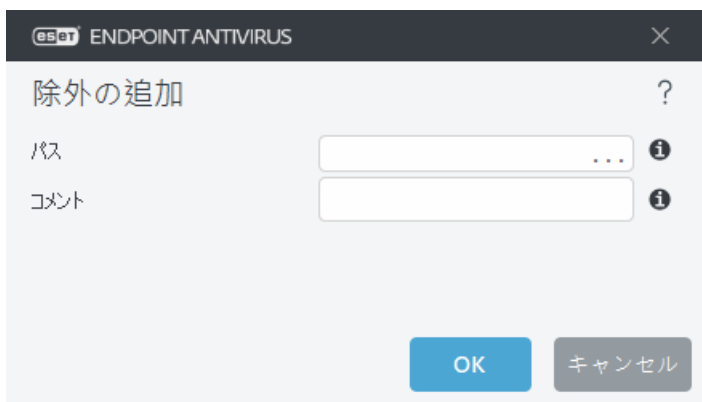 eset ENDPOINT ANTIVIRUS
除外の追加 ?
パス ...
コメント
OK キャンセル